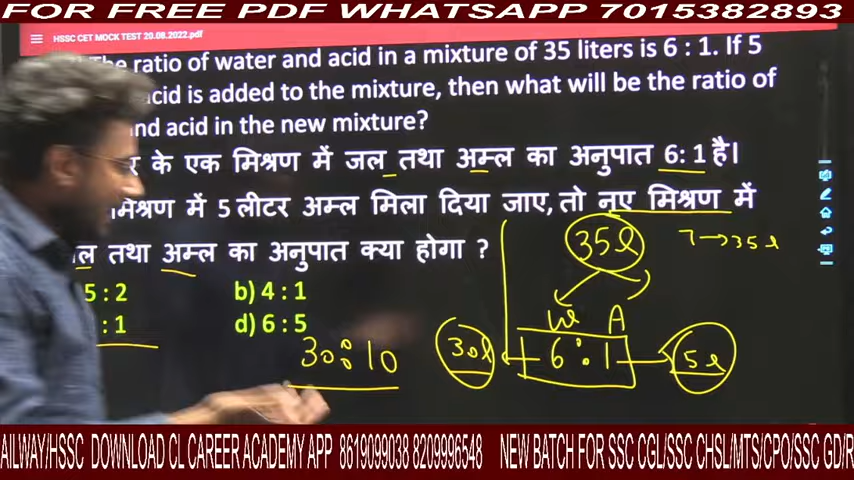 FOR FREE PDF WHATSAPP 7015382893
HSSC CET MOCK TEST 20.08.2022.pdf
The ratio of water and acid in a mixture of 35 liters is 6 : 1. If 5
acid is added to the mixture, then what will be the ratio of
and acid in the new mixture?
के एक मिश्रण में जल तथा अम्ल का अनुपात 6: 1 है।
मिश्रण में 5 लीटर अम्ल मिला दिया जाए, तो नए मिश्रण में
तथा अम्ल का अनुपात क्या होगा ?
35 l 7→35 l
5 : 2 b) 4 : 1
W A
: 1 d) 6 : 5
30 : 10 30 l 6 : 1 5 l
AILWAY/HSSC DOWNLOAD CL CAREER ACADEMY APP 8619099038 8209996548 NEW BATCH FOR SSC CGL/SSC CHSL/MTS/CPO/SSC GD/R